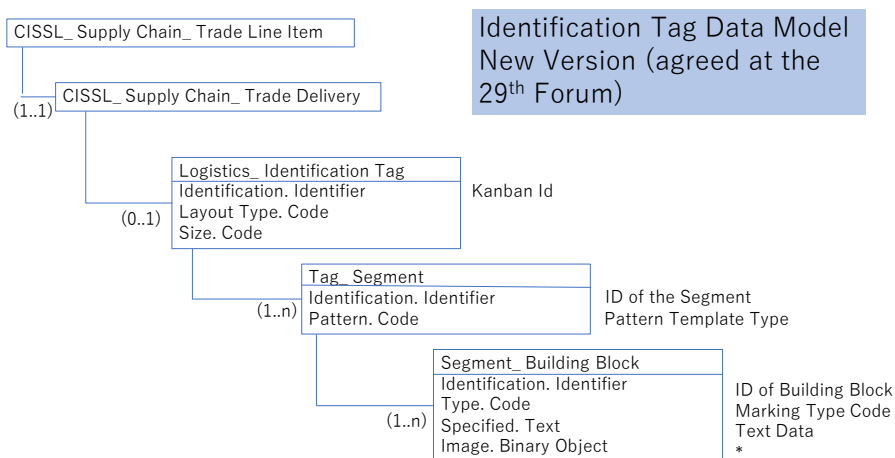 CISSL_ Supply Chain_ Trade Line Item
Identification Tag Data Model
New Version (agreed at the
29th Forum)
(1..1)
CISSL_ Supply Chain_ Trade Delivery
Logistics_ Identification Tag
Identification. Identifier
Layout Type. Code
Size. Code
Kanban Id
(0..1)
Tag_ Segment
Identification. Identifier
Pattern. Code
(1..n)
ID of the Segment
Pattern Template Type
Segment_ Building Block
Identification. Identifier
Type. Code
Specified. Text
Image. Binary Object
(1..n)
ID of Building Block
Marking Type Code
Text Data
*